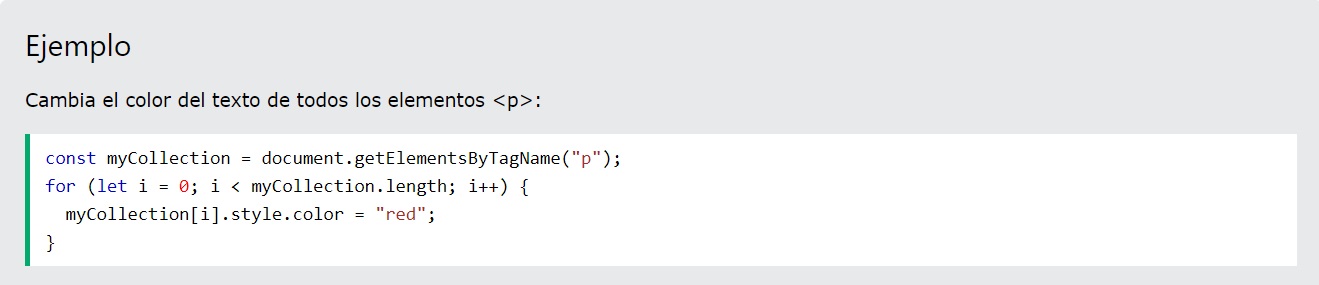 Ejemplo
Cambia el color del texto de todos los elementos <p>:
const myCollection = document.getElementsByTagName("p");
for (let i = 0; i < myCollection.length; i++) {
  myCollection[i].style.color = "red";
}